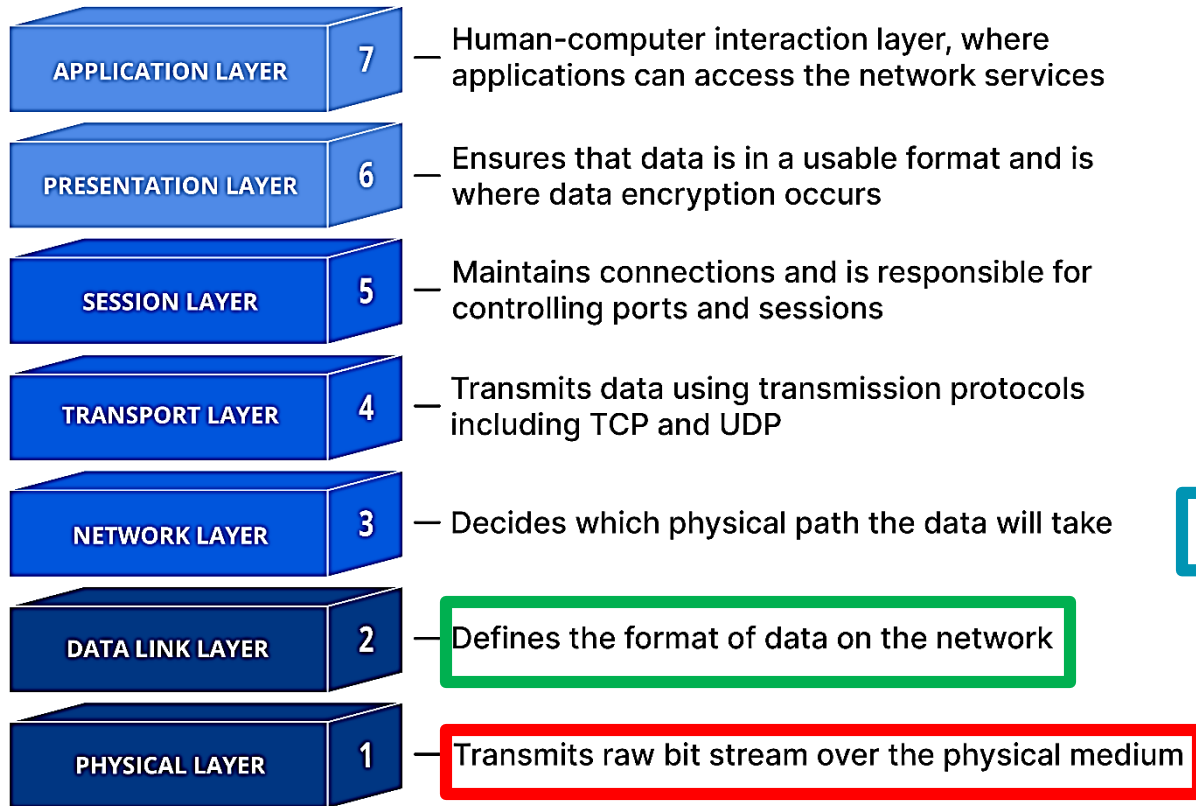 APPLICATION LAYER 7 — Human-computer interaction layer, where
applications can access the network services
PRESENTATION LAYER 6 — Ensures that data is in a usable format and is
where data encryption occurs
SESSION LAYER 5 — Maintains connections and is responsible for
controlling ports and sessions
TRANSPORT LAYER 4 — Transmits data using transmission protocols
including TCP and UDP
NETWORK LAYER 3 — Decides which physical path the data will take
DATA LINK LAYER 2 — Defines the format of data on the network
PHYSICAL LAYER 1 — Transmits raw bit stream over the physical medium